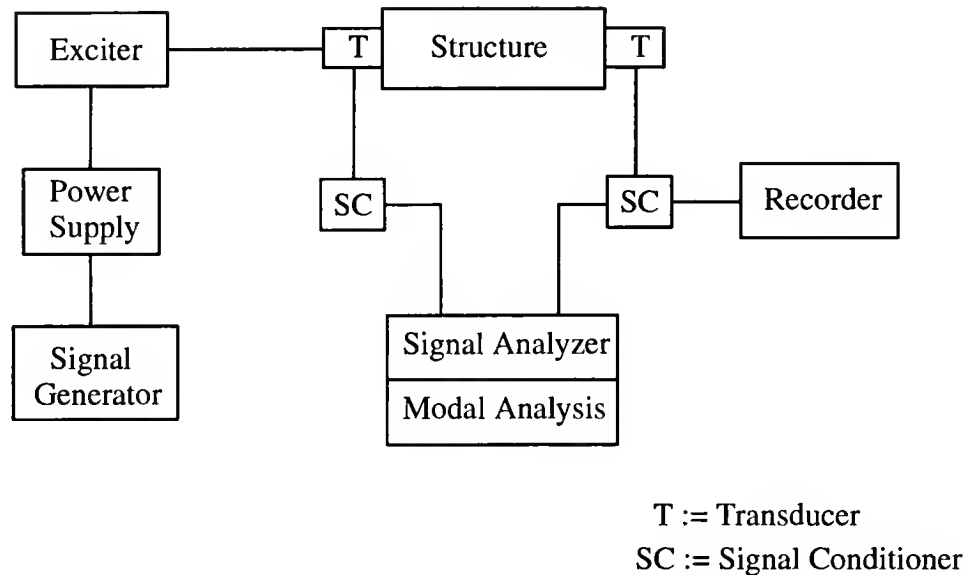 Exciter
T
Structure
T
Power
Supply
SC
SC
Recorder
Signal
Generator
Signal Analyzer
Modal Analysis
T := Transducer
SC := Signal Conditioner